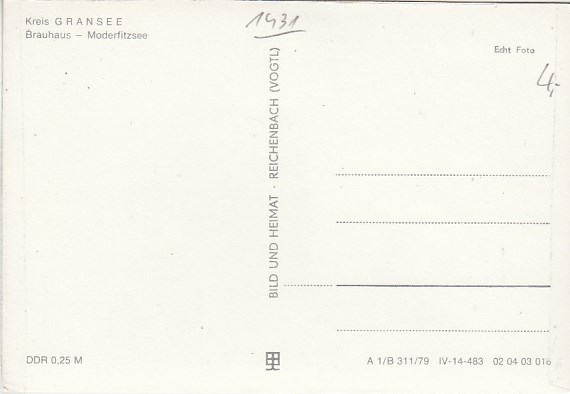 Kreis GRANSEE
Brauhaus – Moderfitzsee
1931
Echt Foto
4,-
BILD UND HEIMAT · REICHENBACH (VOGTL)
DDR 0,25 M
A 1/B 311/79 IV-14-483 02 04 03 016